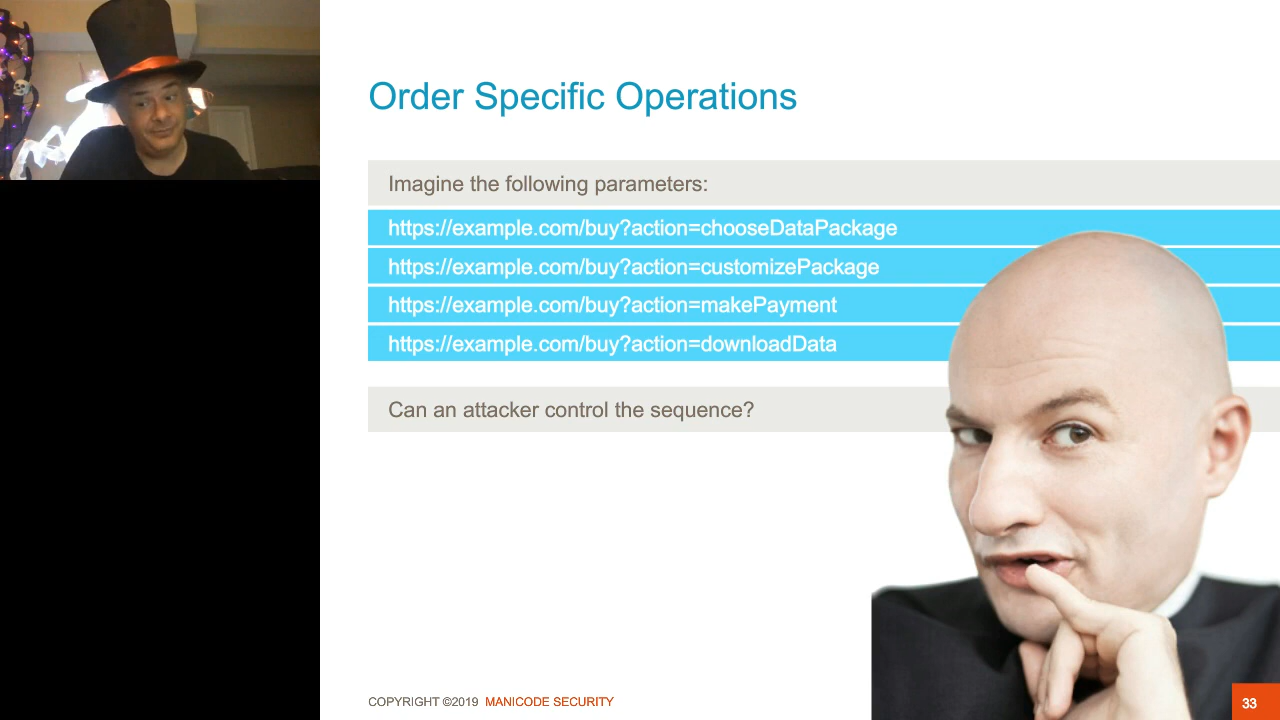 Order Specific Operations
Imagine the following parameters:
https://example.com/buy?action=chooseDataPackage
https://example.com/buy?action=customizePackage
https://example.com/buy?action=makePayment
https://example.com/buy?action=downloadData
Can an attacker control the sequence?
COPYRIGHT ©2019 MANICODE SECURITY
33